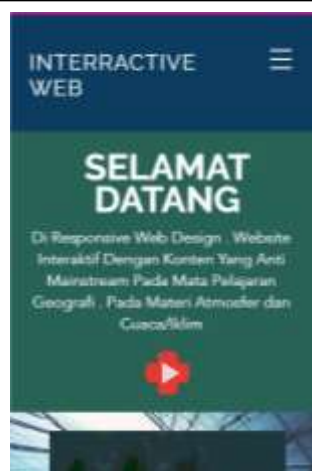 INTERRACTIVE
WEB
SELAMAT
DATANG
Di Responsive Web Design . Website
Interaktif Dengan Konten Yang Anti
Mainstream Pada Mata Pelajaran
Geografi . Pada Materi Atmosfer dan
Cuaca/Iklim